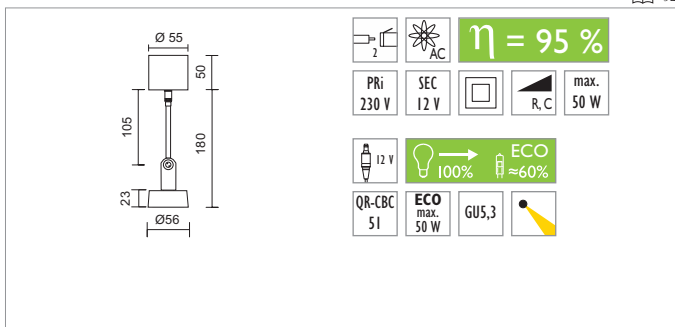 Ø 55
50
105
180
23
Ø56
2
AC
η = 95 %
PRi
230 V
SEC
12 V
R, C
max.
50 W
12 V
100%
ECO
≈60%
QR-CBC
51
ECO
max.
50 W
GU5,3